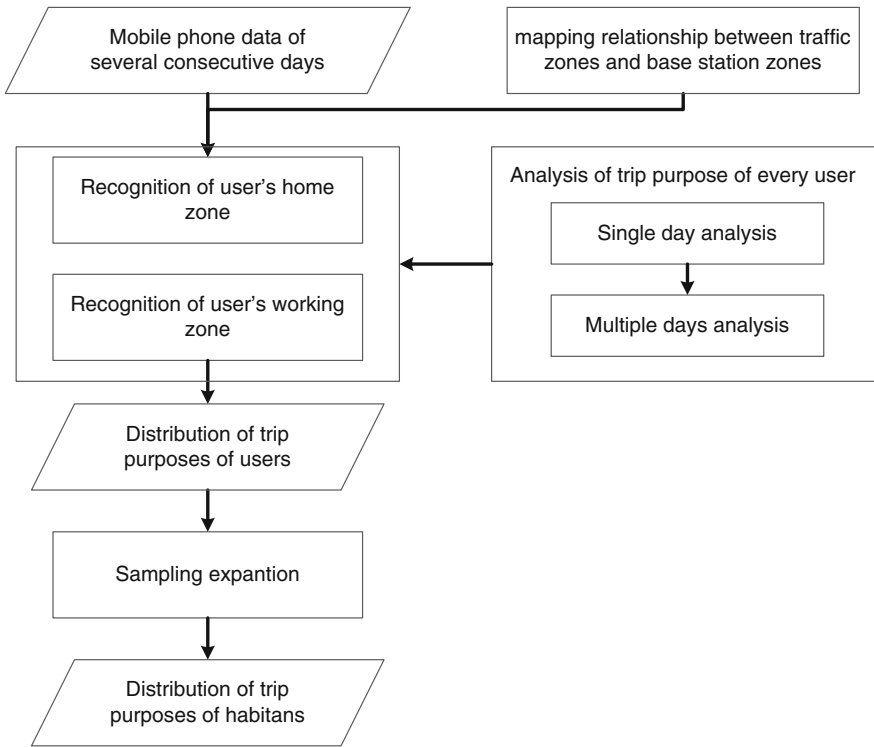 Mobile phone data of
several consecutive days
mapping relationship between traffic
zones and base station zones
Recognition of user's home
zone
Recognition of user's working
zone
Analysis of trip purpose of every user
Single day analysis
Multiple days analysis
Distribution of trip
purposes of users
Sampling expantion
Distribution of trip
purposes of habitans